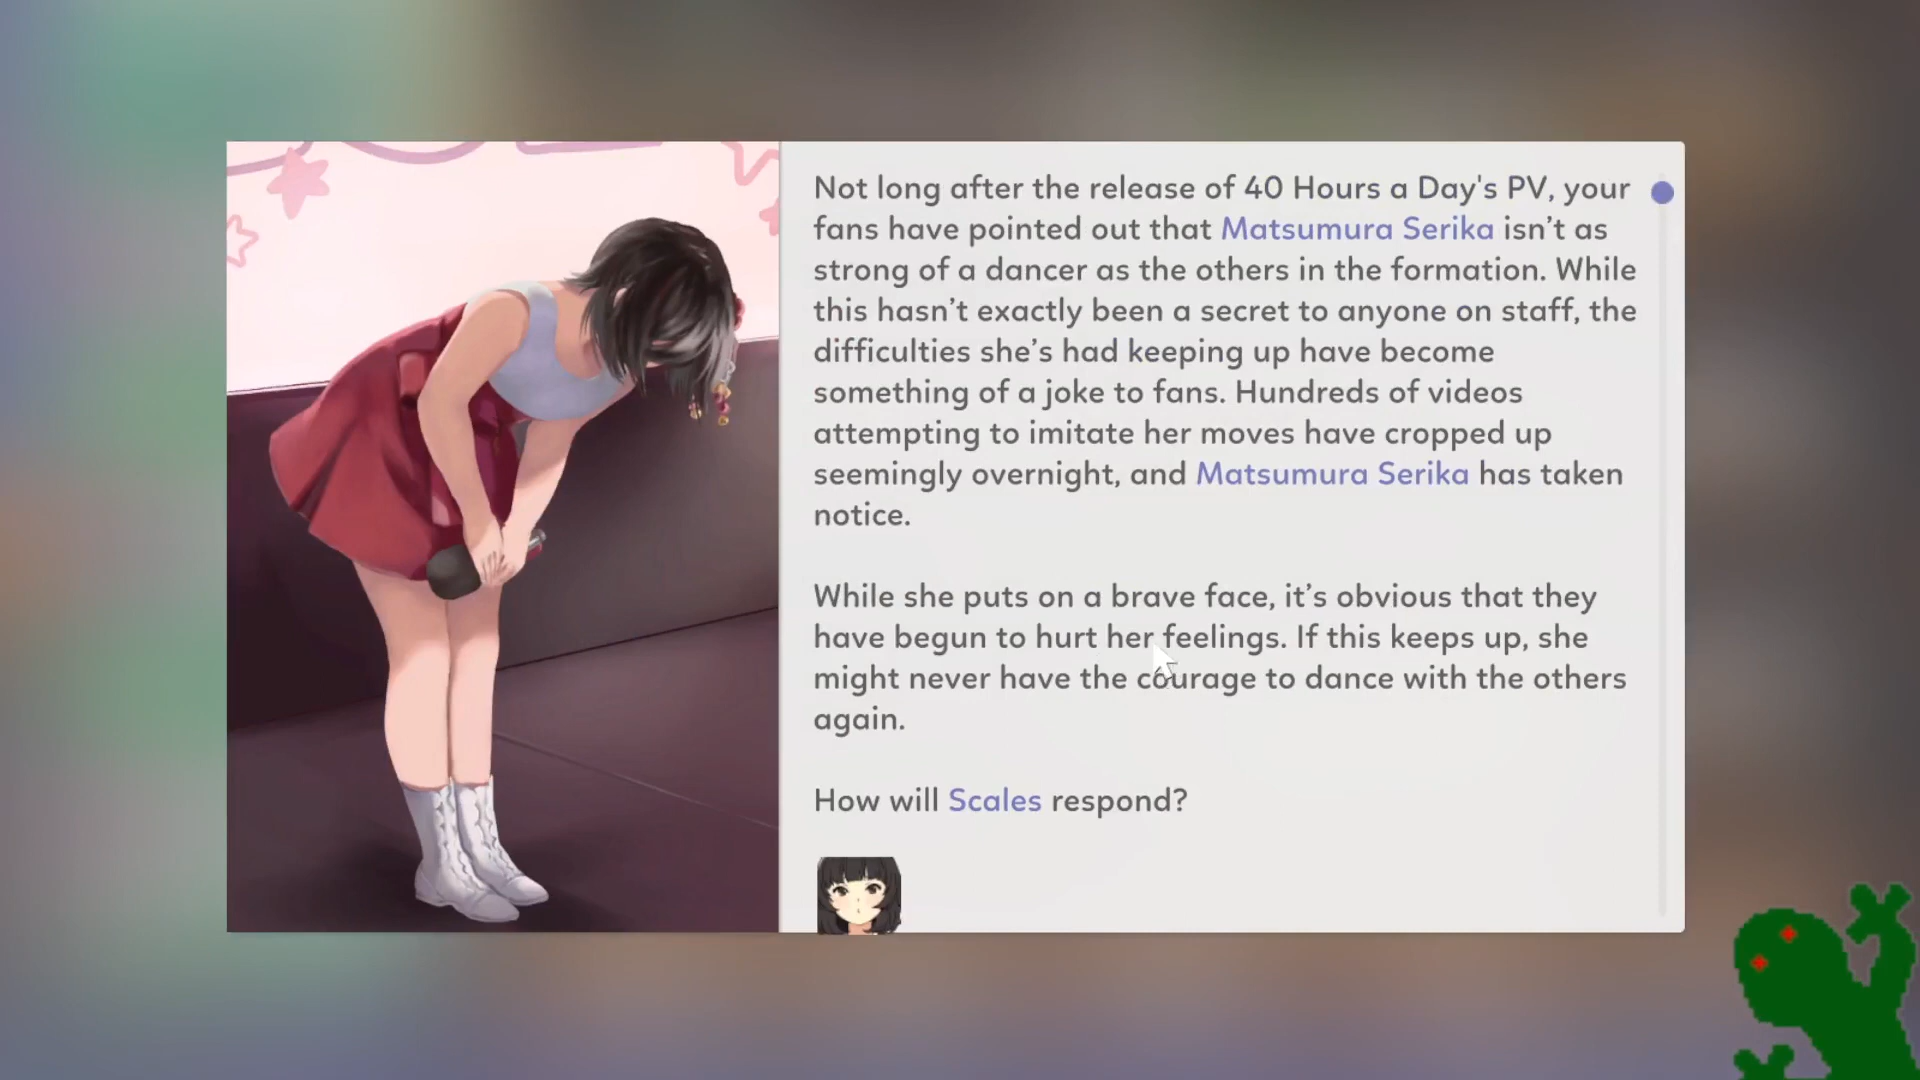 Not long after the release of 40 Hours a Day's PV, your
fans have pointed out that Matsumura Serika isn’t as
strong of a dancer as the others in the formation. While
this hasn’t exactly been a secret to anyone on staff, the
difficulties she’s had keeping up have become
something of a joke to fans. Hundreds of videos
attempting to imitate her moves have cropped up
seemingly overnight, and Matsumura Serika has taken
notice.
While she puts on a brave face, it’s obvious that they
have begun to hurt her feelings. If this keeps up, she
might never have the courage to dance with the others
again.
How will Scales respond?